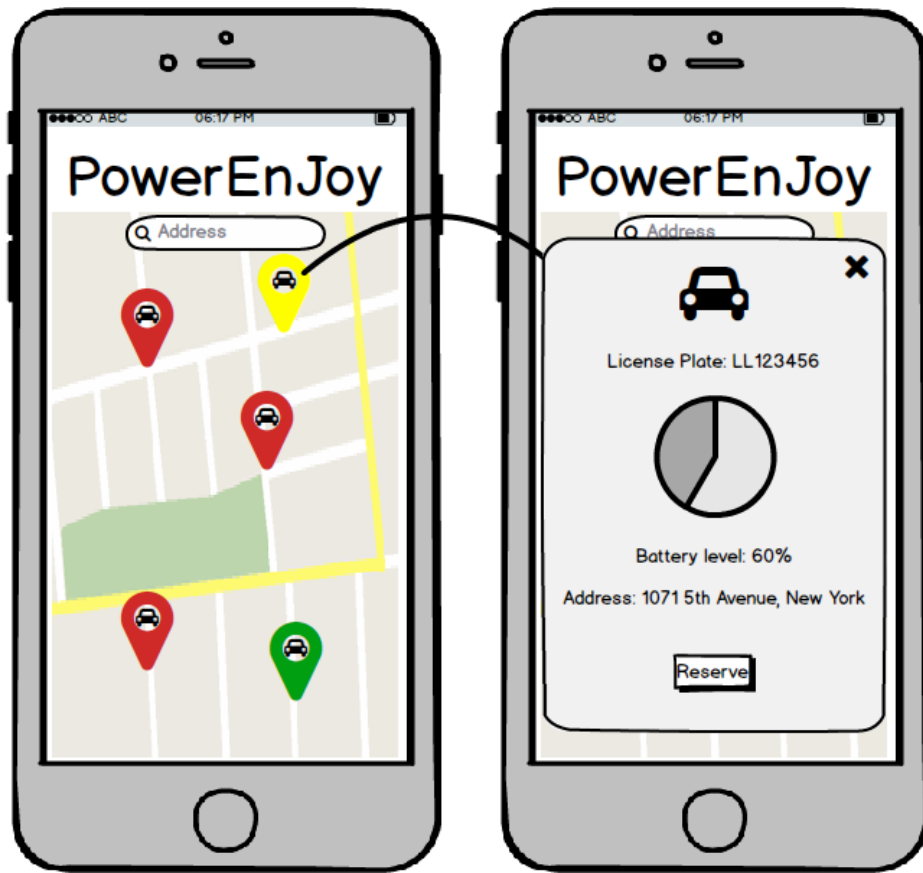 ABC 06:17 PM
PowerEnJoy
Address
ABC 06:17 PM
PowerEnJoy
Address
License Plate: LL123456
Battery level: 60%
Address: 1071 5th Avenue, New York
Reserve